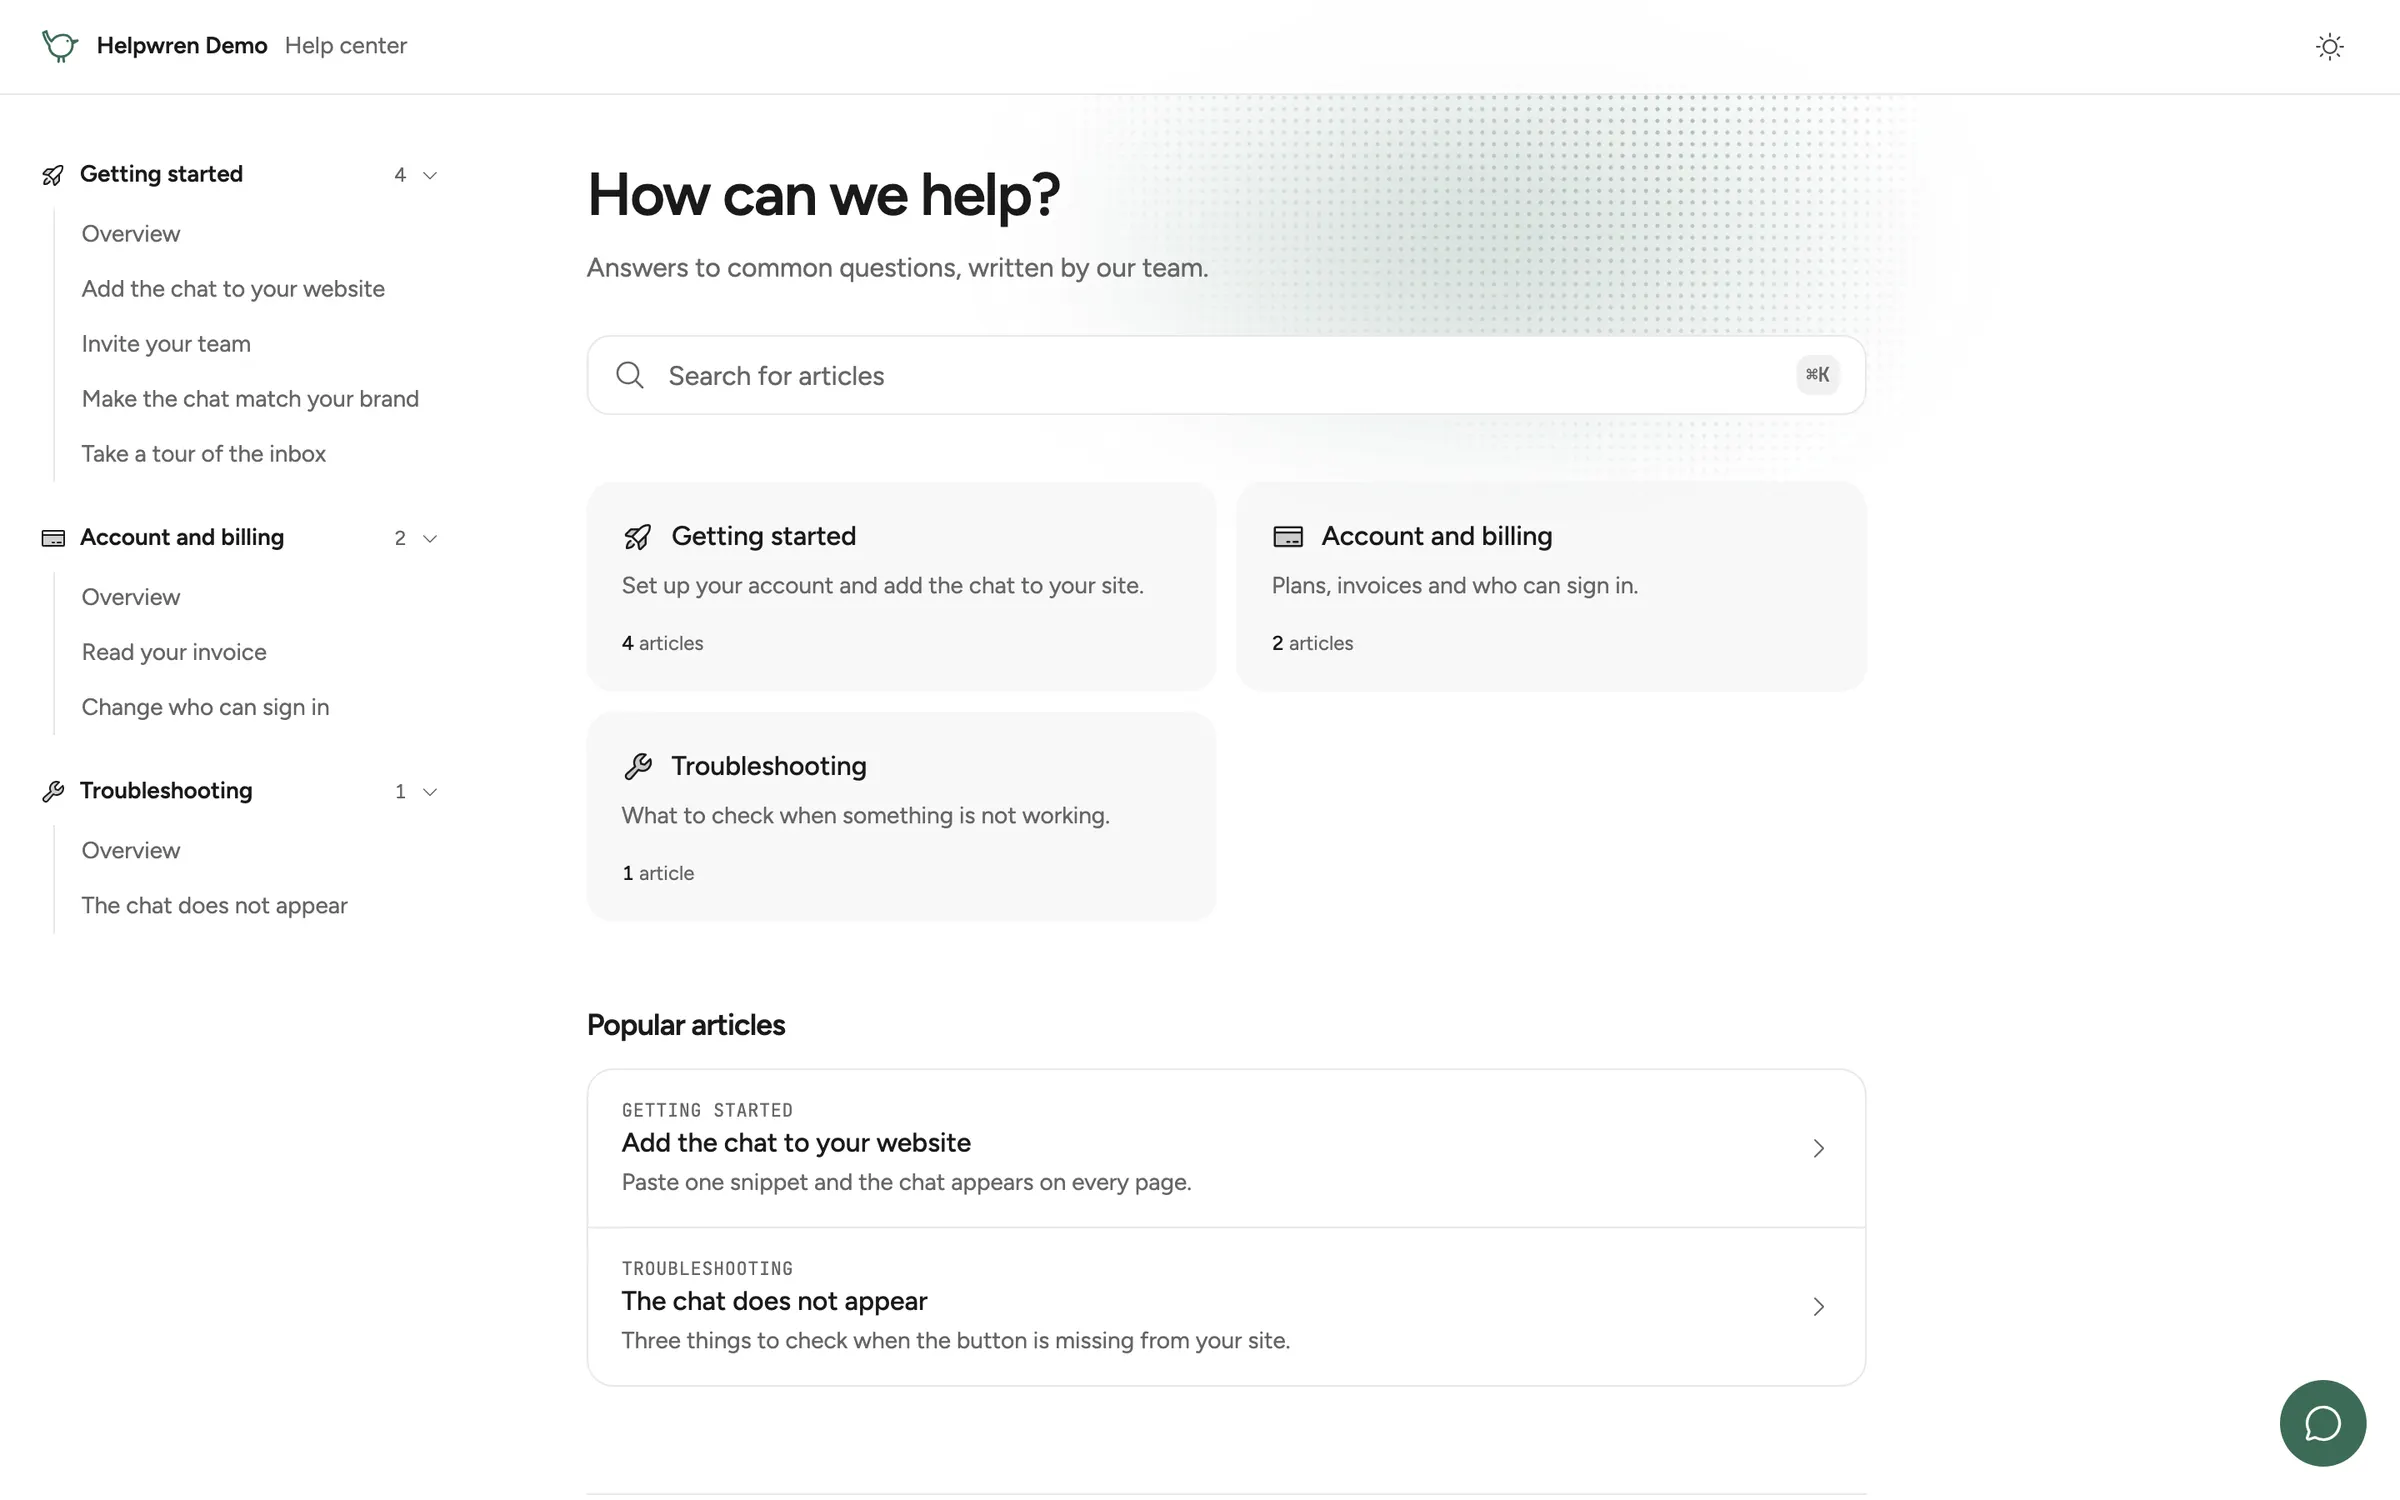 Helpwren Demo Help center
Getting started 4
Overview
Add the chat to your website
Invite your team
Make the chat match your brand
Take a tour of the inbox
Account and billing 2
Overview
Read your invoice
Change who can sign in
Troubleshooting 1
Overview
The chat does not appear
How can we help?
Answers to common questions, written by our team.
Search for articles ⌘K
Getting started
Set up your account and add the chat to your site.
4 articles
Account and billing
Plans, invoices and who can sign in.
2 articles
Troubleshooting
What to check when something is not working.
1 article
Popular articles
GETTING STARTED
Add the chat to your website
Paste one snippet and the chat appears on every page.
TROUBLESHOOTING
The chat does not appear
Three things to check when the button is missing from your site.